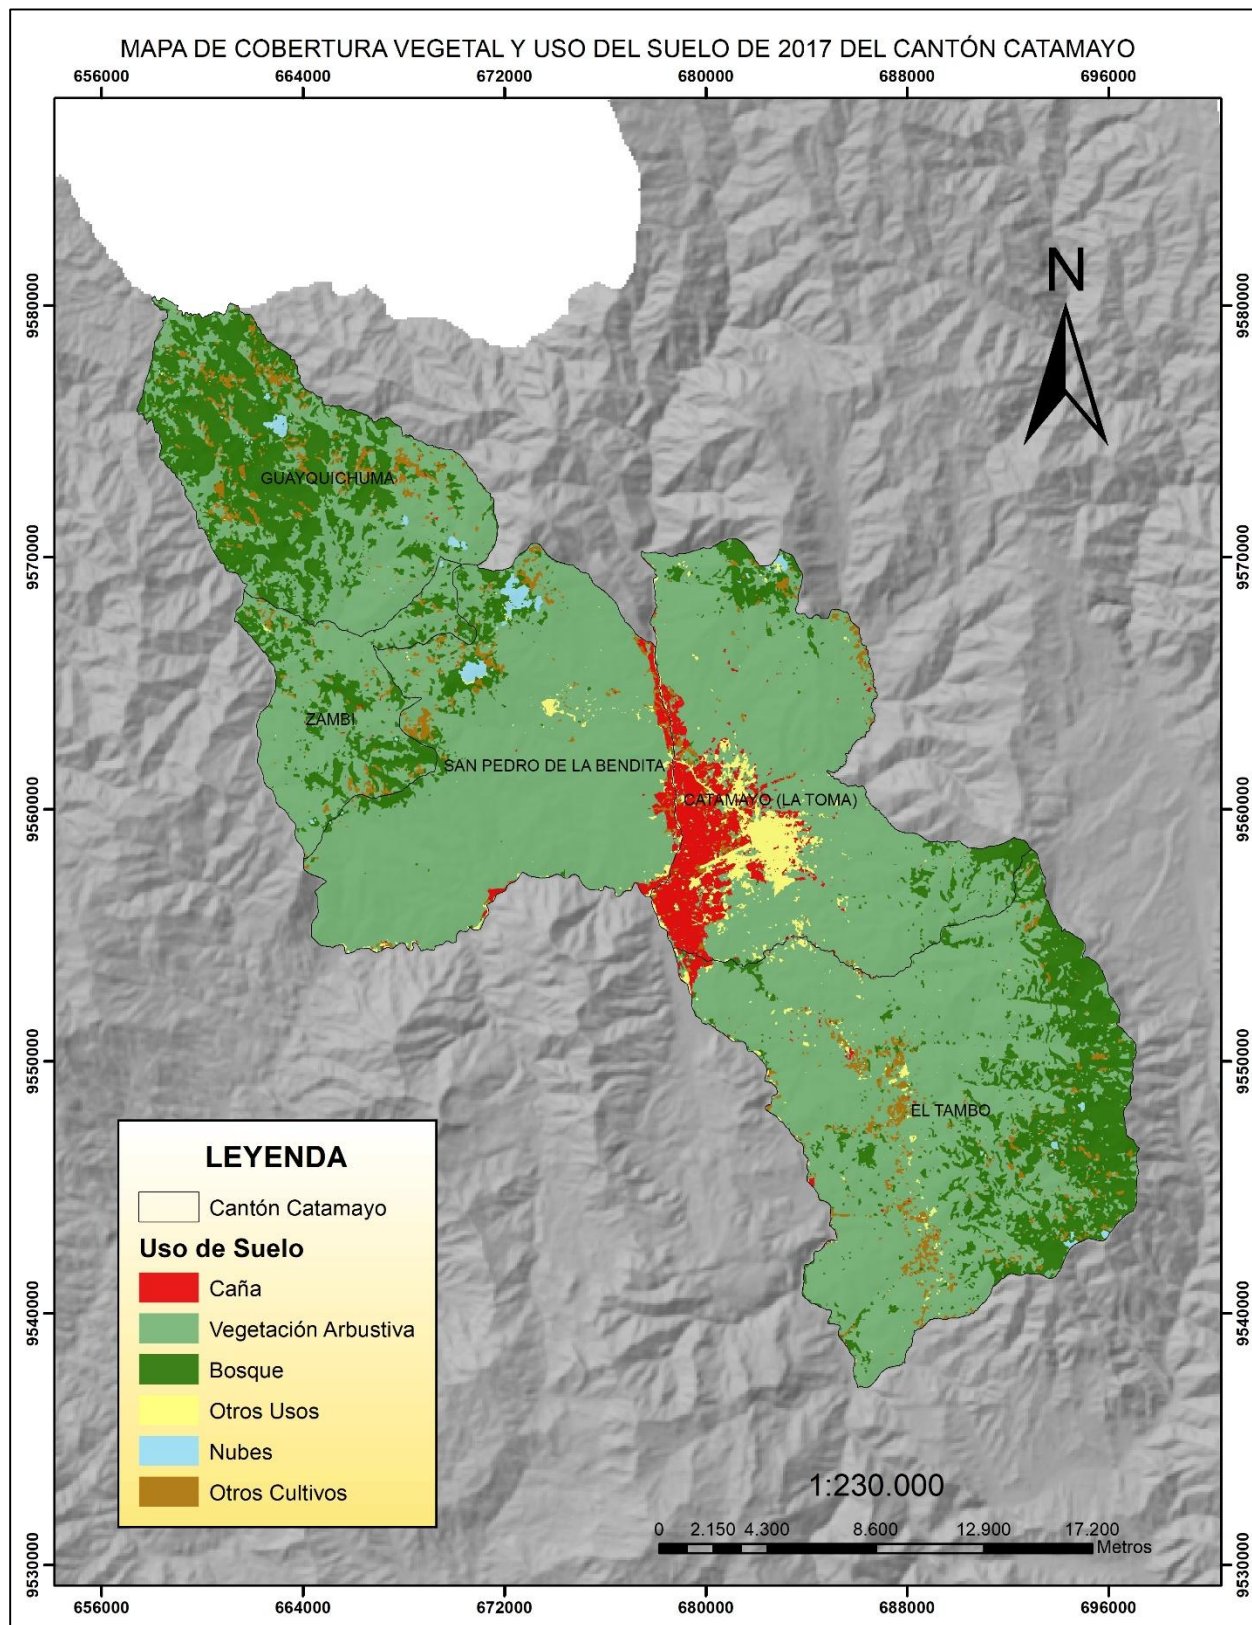 MAPA DE COBERTURA VEGETAL Y USO DEL SUELO DE 2017 DEL CANTÓN CATAMAYO
656000 664000 672000 680000 688000 696000
N
9580000 9580000
GUAYQUICHUMA
9570000 9570000
ZAMBI
SAN PEDRO DE LA BENDITA
CATAMAYO (LA TOMA)
9560000 9560000
9550000 9550000
EL TAMBO
LEYENDA
Cantón Catamayo
Uso de Suelo
Caña
Vegetación Arbustiva
Bosque
Otros Usos
Nubes
Otros Cultivos
9540000 9540000
1:230.000
0 2.150 4.300 8.600 12.900 17.200
Metros
9530000 9530000
656000 664000 672000 680000 688000 696000